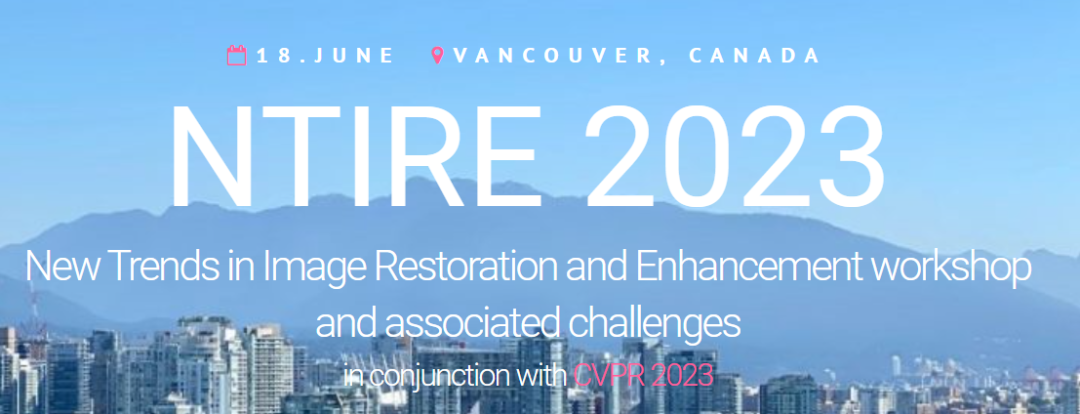 18.JUNE VANCOUVER, CANADA
NTIRE 2023
New Trends in Image Restoration and Enhancement workshop
and associated challenges
in conjunction with CVPR 2023